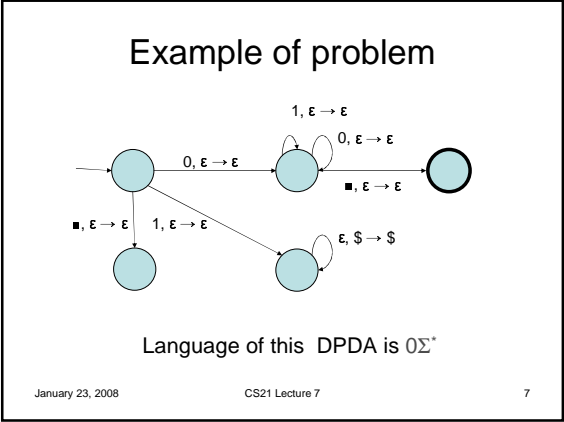 Example of problem
1, ε → ε
0, ε → ε
0, ε → ε
■, ε → ε
■, ε → ε
1, ε → ε
ε, $ → $
Language of this DPDA is 0Σ*
January 23, 2008
CS21 Lecture 7
7